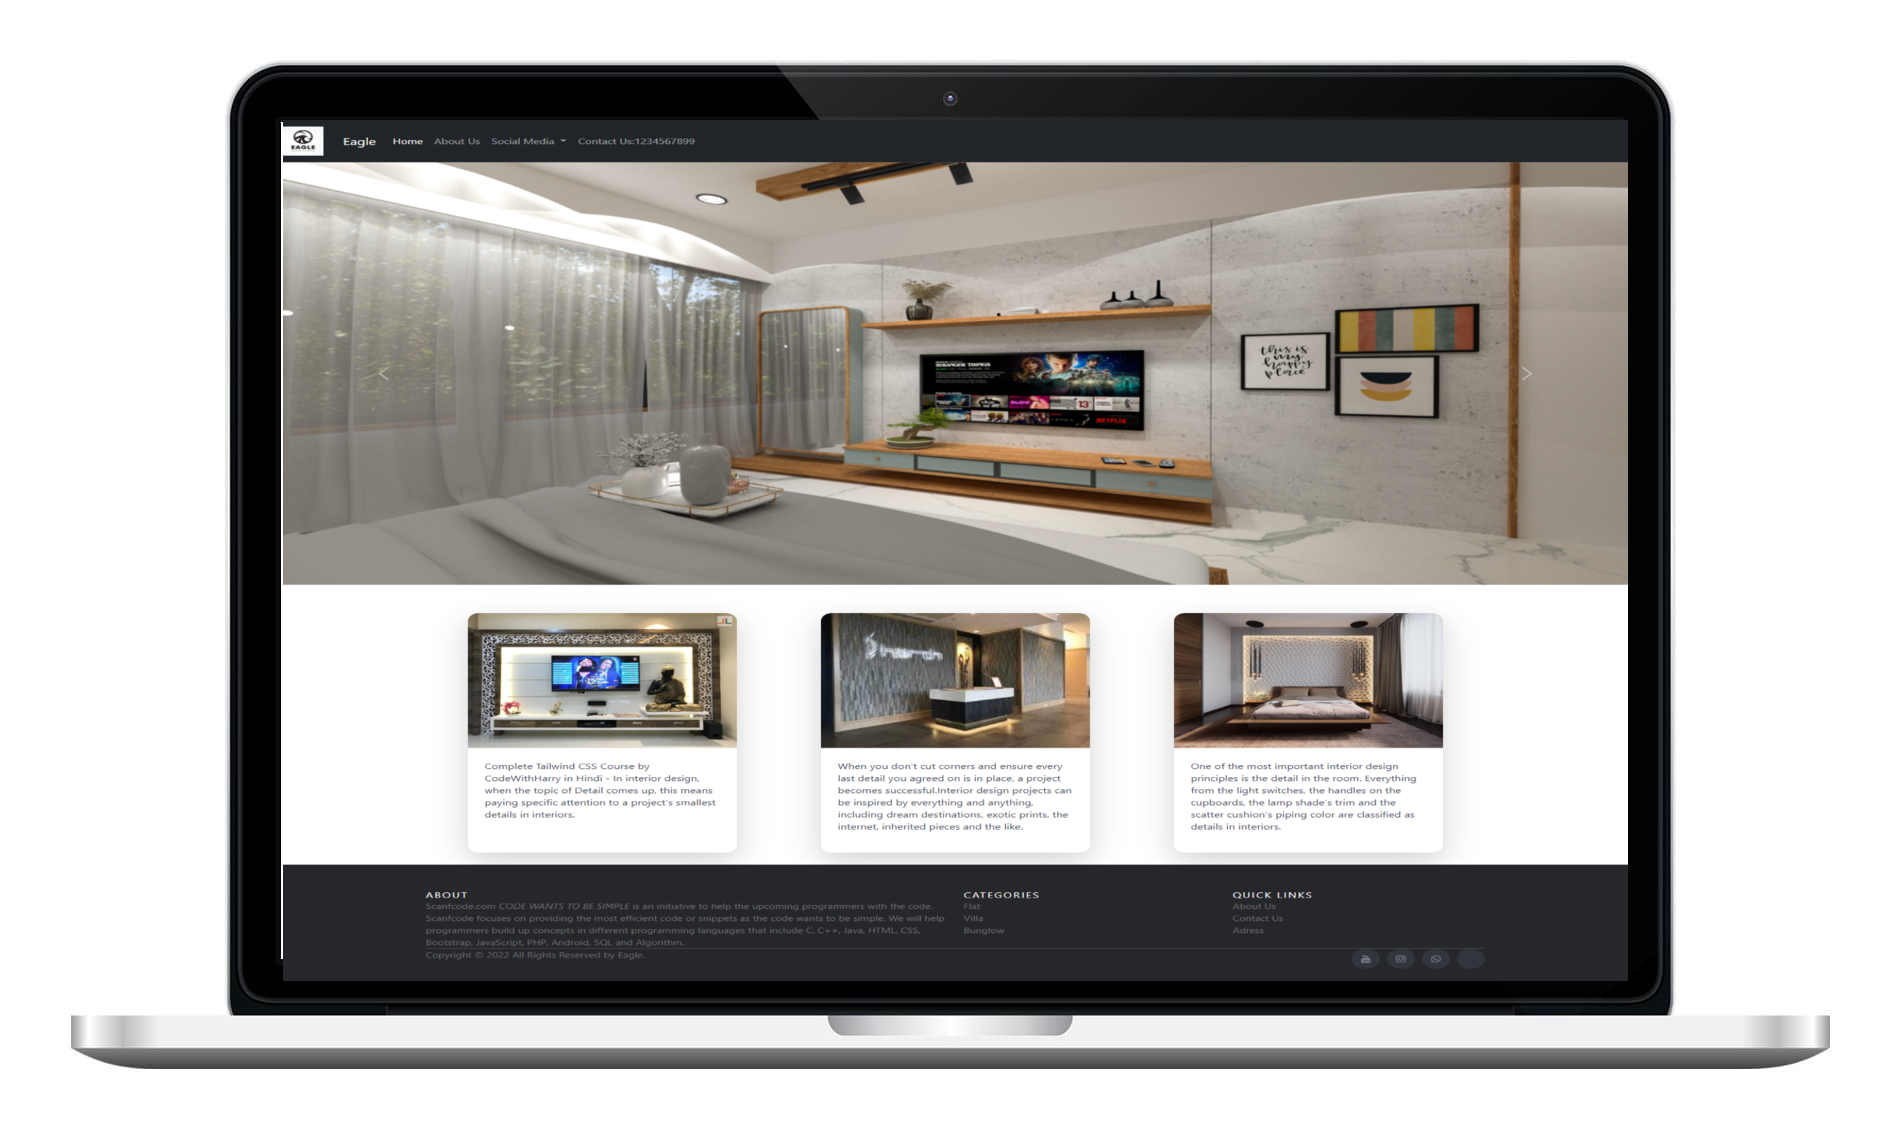 EAGLE
Eagle Home About Us Social Media Contact Us:1234567899
STRANGER THINGS
this is
my
happy
place
13
NETFLIX
Complete Tailwind CSS Course by
CodeWithHarry in Hindi - In interior design,
when the topic of Detail comes up, this means
paying specific attention to a project's smallest
details in interiors.
When you don't cut corners and ensure every
last detail you agreed on is in place, a project
becomes successful.Interior design projects can
be inspired by everything and anything,
including dream destinations, exotic prints, the
internet, inherited pieces and the like.
One of the most important interior design
principles is the detail in the room. Everything
from the light switches, the handles on the
cupboards, the lamp shade's trim and the
scatter cushion's piping color are classified as
details in interiors.
ABOUT
Scanfcode.com CODE WANTS TO BE SIMPLE is an initiative to help the upcoming programmers with the code.
Scanfcode focuses on providing the most efficient code or snippets as the code wants to be simple. We will help
programmers build up concepts in different programming languages that include C, C++, Java, HTML, CSS,
Bootstrap, JavaScript, PHP, Android, SQL and Algorithm.
CATEGORIES
Flat
Villa
Bunglow
QUICK LINKS
About Us
Contact Us
Adress
Copyright © 2022 All Rights Reserved by Eagle.